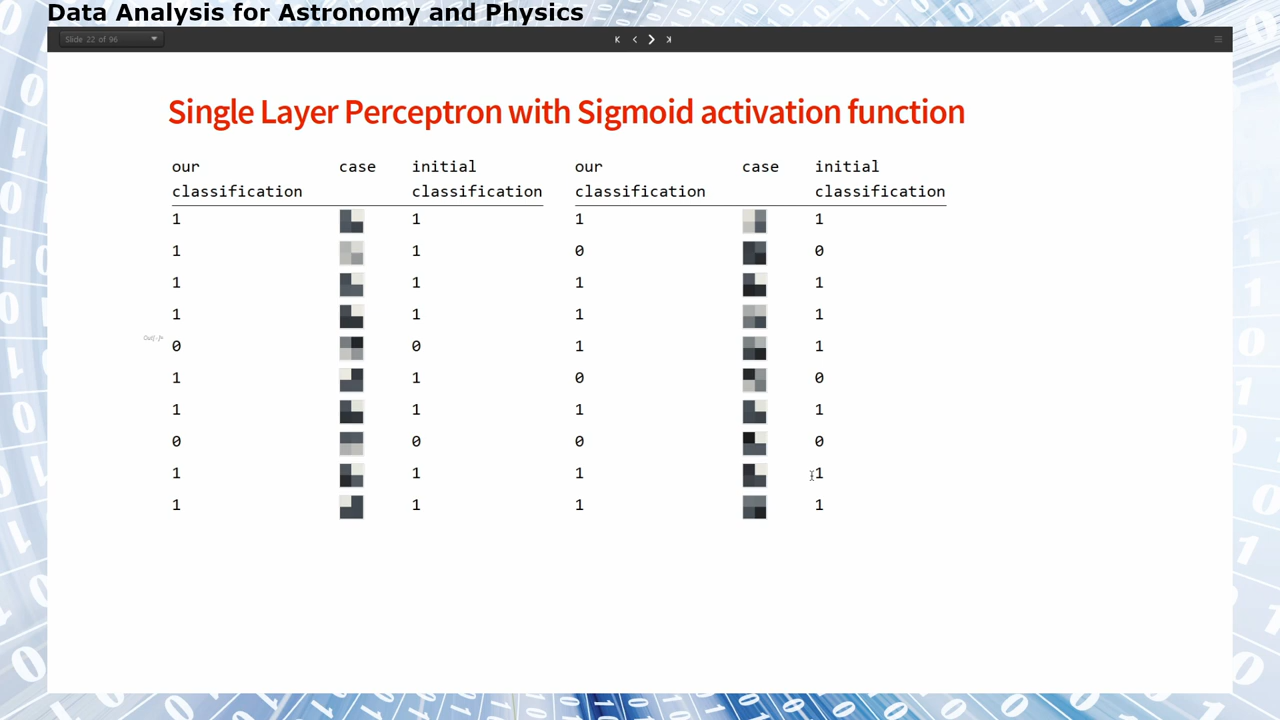 Data Analysis for Astronomy and Physics
Slide 22 of 96
Single Layer Perceptron with Sigmoid activation function
our case initial our case initial
classification classification classification classification
1 1 1 1
1 1 0 0
1 1 1 1
1 1 1 1
0 0 1 1
1 1 0 0
1 1 1 1
0 0 0 0
1 1 1 1
1 1 1 1